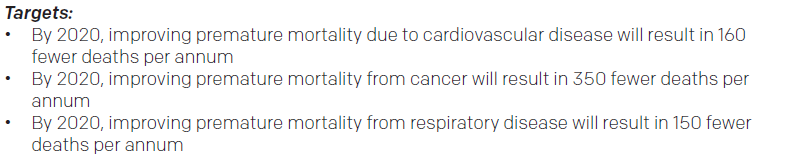 Targets:
• By 2020, improving premature mortality due to cardiovascular disease will result in 160
fewer deaths per annum
• By 2020, improving premature mortality from cancer will result in 350 fewer deaths per
annum
• By 2020, improving premature mortality from respiratory disease will result in 150 fewer
deaths per annum